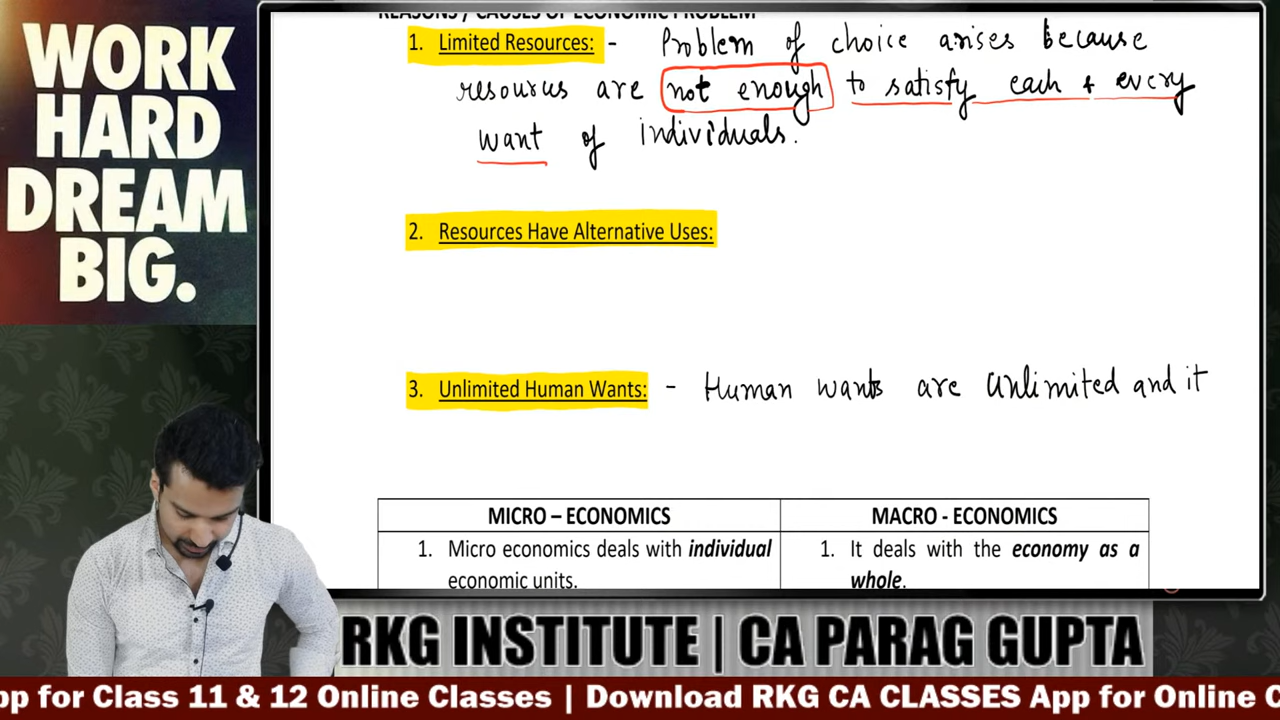 WORK
HARD
DREAM
BIG.
REASONS / CAUSES OF ECONOMIC PROBLEM
1. Limited Resources: - Problem of choice arises because
resources are not enough to satisfy each & every
want of individuals.
2. Resources Have Alternative Uses:
3. Unlimited Human Wants: - Human wants are unlimited and it
MICRO – ECONOMICS
MACRO - ECONOMICS
1. Micro economics deals with individual
economic units.
1. It deals with the economy as a
whole.
RKG INSTITUTE | CA PARAG GUPTA
pp for Class 11 & 12 Online Classes | Download RKG CA CLASSES App for Online C